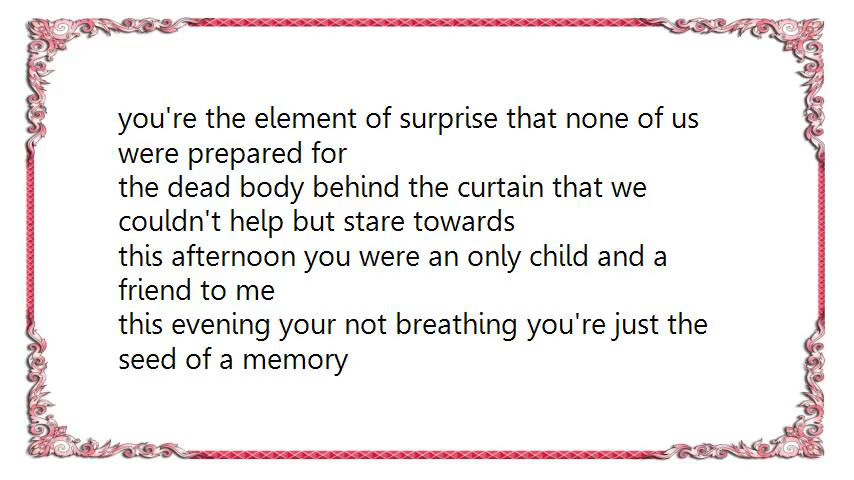 you're the element of surprise that none of us
were prepared for
the dead body behind the curtain that we
couldn't help but stare towards
this afternoon you were an only child and a
friend to me
this evening your not breathing you're just the
seed of a memory